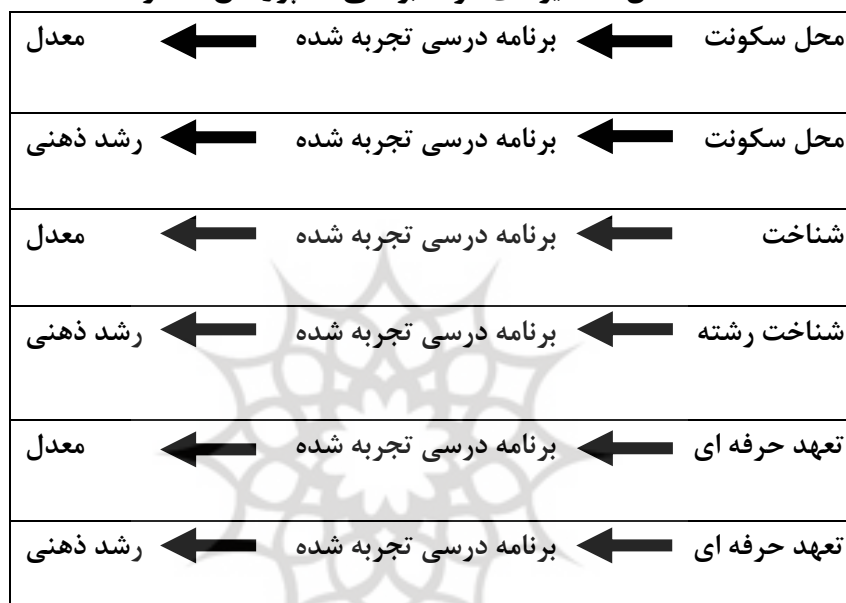 محل سکونت برنامه درسی تجربه شده معدل
محل سکونت برنامه درسی تجربه شده رشد ذهنی
شناخت برنامه درسی تجربه شده معدل
شناخت رشته برنامه درسی تجربه شده رشد ذهنی
تعهد حرفه ای برنامه درسی تجربه شده معدل
تعهد حرفه ای برنامه درسی تجربه شده رشد ذهنی